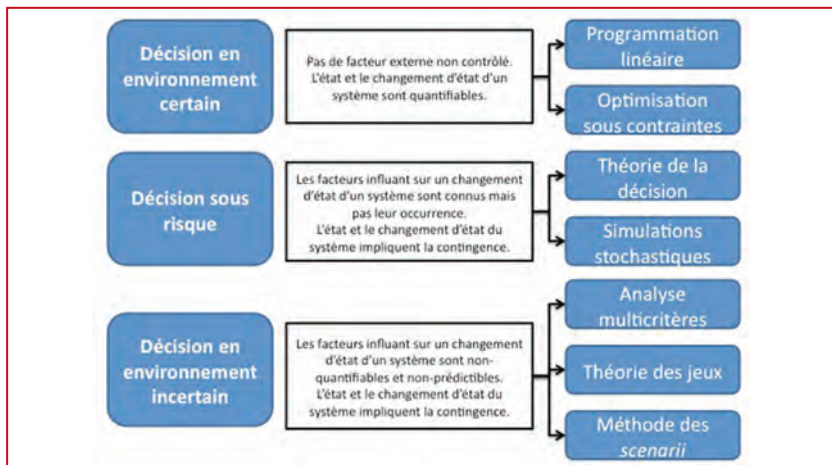 Décision en
environnement
certain
Pas de facteur externe non contrôlé.
L'état et le changement d'état d'un
système sont quantifiables.
Programmation
linéaire
Optimisation
sous contraintes
Décision sous
risque
Les facteurs influant sur un changement
d'état d'un système sont connus mais
pas leur occurrence.
L'état et le changement d'état du
système impliquent la contingence.
Théorie de la
décision
Simulations
stochastiques
Décision en
environnement
incertain
Les facteurs influant sur un changement
d'état d'un système sont non-
quantifiables et non-prédictibles.
L'état et le changement d'état du
système impliquent la contingence.
Analyse
multicritères
Théorie des jeux
Méthode des
scenarii